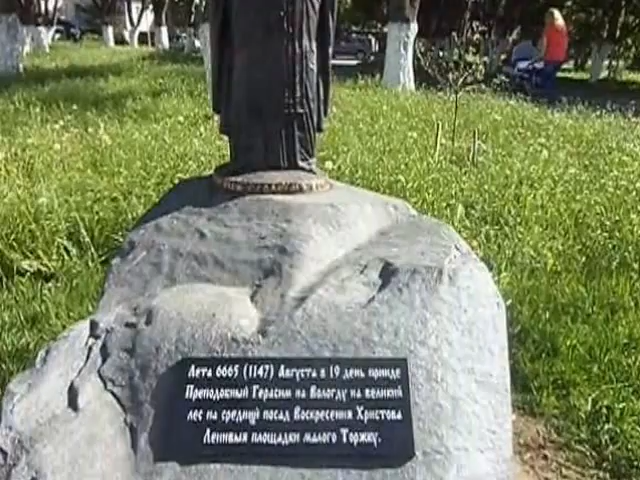 Лета 6665 (1147) Августа в 19 день прииде
Преподобный Герасим на Вологду на великий
лес на средний посад Воскресения Христова
Ленивыя площадки малого Торжку.